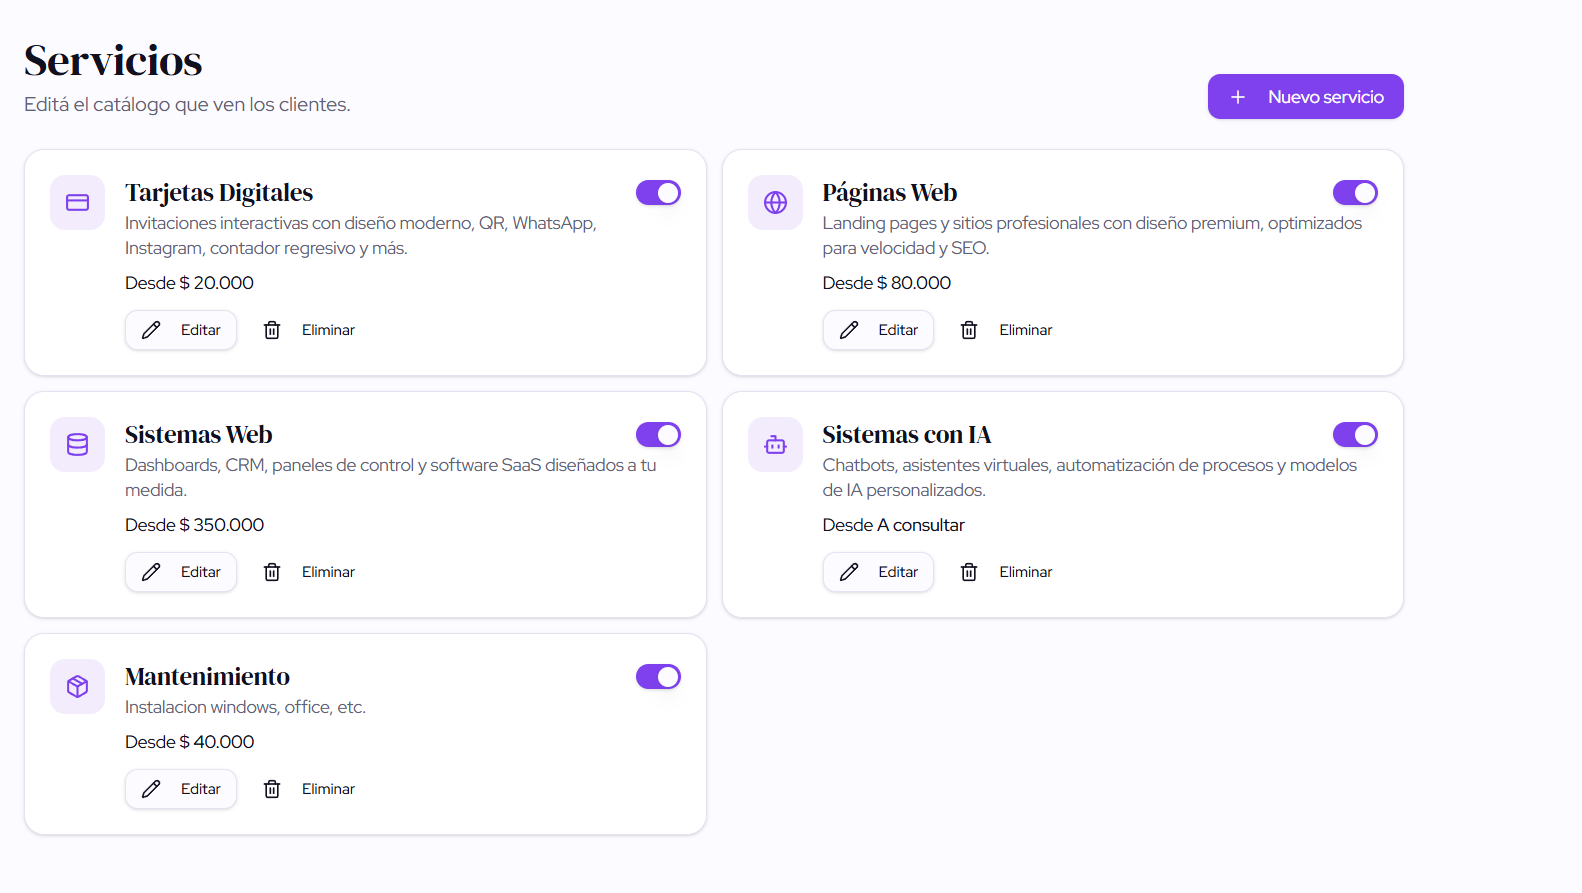 Servicios
Editá el catálogo que ven los clientes.
Nuevo servicio
Tarjetas Digitales
Invitaciones interactivas con diseño moderno, QR, WhatsApp,
Instagram, contador regresivo y más.
Desde $ 20.000
Editar
Eliminar
Páginas Web
Landing pages y sitios profesionales con diseño premium, optimizados
para velocidad y SEO.
Desde $ 80.000
Editar
Eliminar
Sistemas Web
Dashboards, CRM, paneles de control y software SaaS diseñados a tu
medida.
Desde $ 350.000
Editar
Eliminar
Sistemas con IA
Chatbots, asistentes virtuales, automatización de procesos y modelos
de IA personalizados.
Desde A consultar
Editar
Eliminar
Mantenimiento
Instalacion windows, office, etc.
Desde $ 40.000
Editar
Eliminar